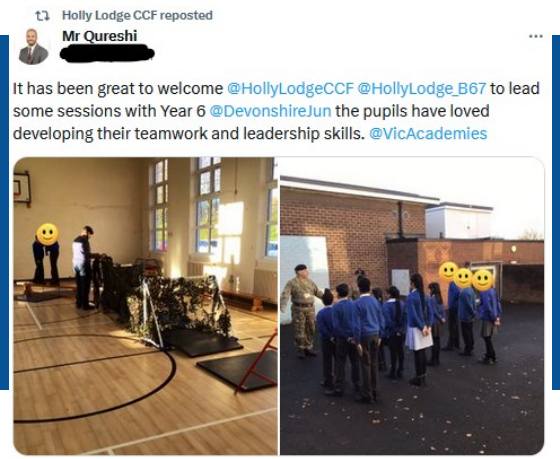 Holly Lodge CCF reposted
Mr Qureshi
It has been great to welcome @HollyLodgeCCF @HollyLodge_B67 to lead
some sessions with Year 6 @DevonshireJun the pupils have loved
developing their teamwork and leadership skills. @VicAcademies